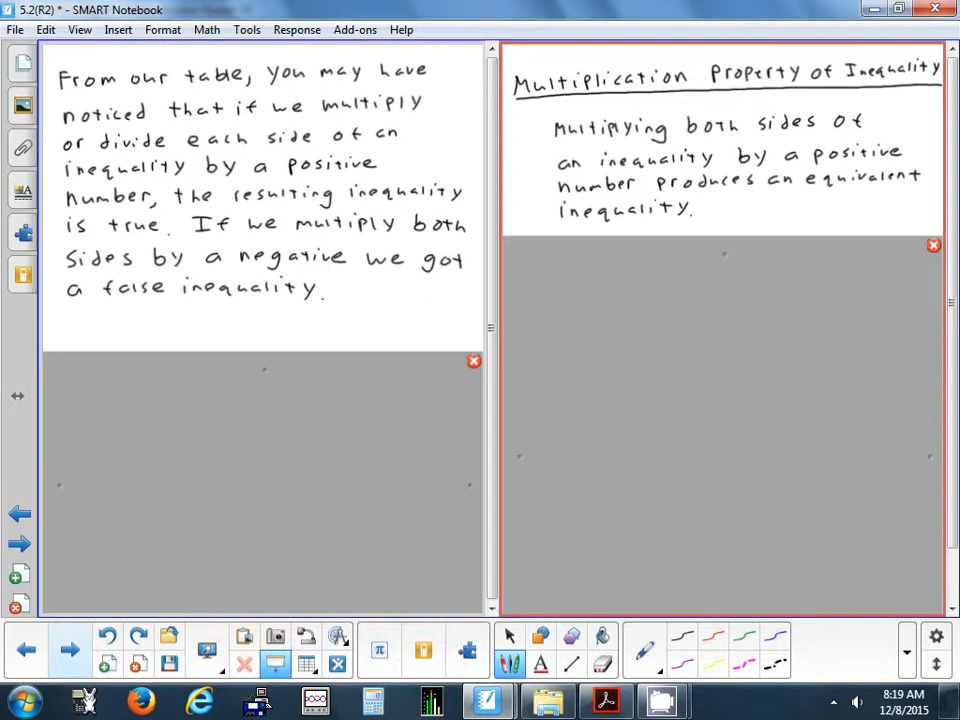 5.2(R2) * - SMART Notebook
File Edit View Insert Format Math Tools Response Add-ons Help
From our table, you may have
noticed that if we multiply
or divide each side of an
inequality by a positive
number, the resulting inequality
is true. If we multiply both
sides by a negative we got
a false inequality.
Multiplication Property of Inequality
Multiplying both sides of
an inequality by a positive
number produces an equivalent
inequality.
8:19 AM
12/8/2015